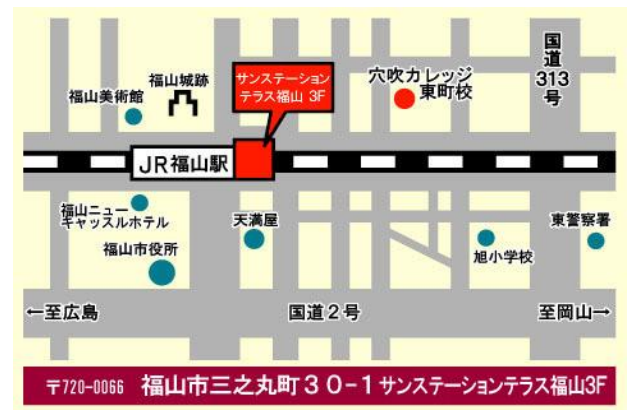 国道313号
サンステーション
テラス福山 3F
穴吹カレッジ
東町校
福山城跡
福山美術館
JR福山駅
福山ニュー
キャッスルホテル
天満屋
東警察署
福山市役所
旭小学校
←至広島
国道2号
至岡山→
〒720-0066 福山市三之丸町30-1サンステーションテラス福山3F